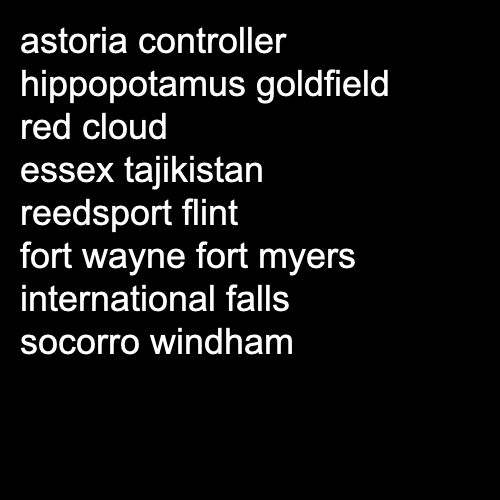 astoria controller
hippopotamus goldfield
red cloud
essex tajikistan
reedsport flint
fort wayne fort myers
international falls
socorro windham